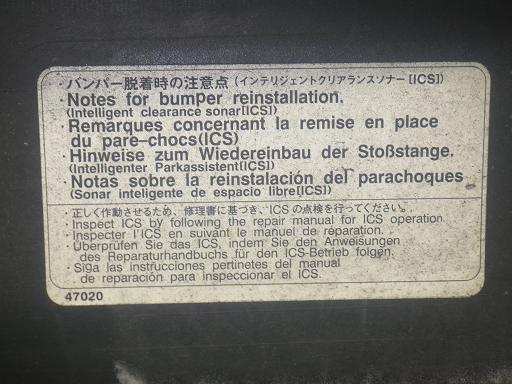 ・バンパー脱着時の注意点(インテリジェントクリアランスソナー[ICS])
・Notes for bumper reinstallation.
(Intelligent clearance sonar[ICS])
・Remarques concernant la remise en place
du pare-chocs(ICS)
・Hinweise zum Wiedereinbau der Stoßstange.
(Intelligenter Parkassistent[ICS])
・Notas sobre la reinstalación del parachoques
(Sonar inteligente de espacio libre[ICS])
・正しく作動させるため、修理書に基づき、ICSの点検を行ってください。
・Inspect ICS by following the repair manual for ICS operation.
・Inspecter l'ICS en suivant le manuel de réparation.
・Überprüfen Sie das ICS, indem Sie den Anweisungen
des Reparaturhandbuchs für den ICS-Betrieb folgen.
・Siga las instrucciones pertinetes del manual
de reparación para inspeccionar el ICS.
47020